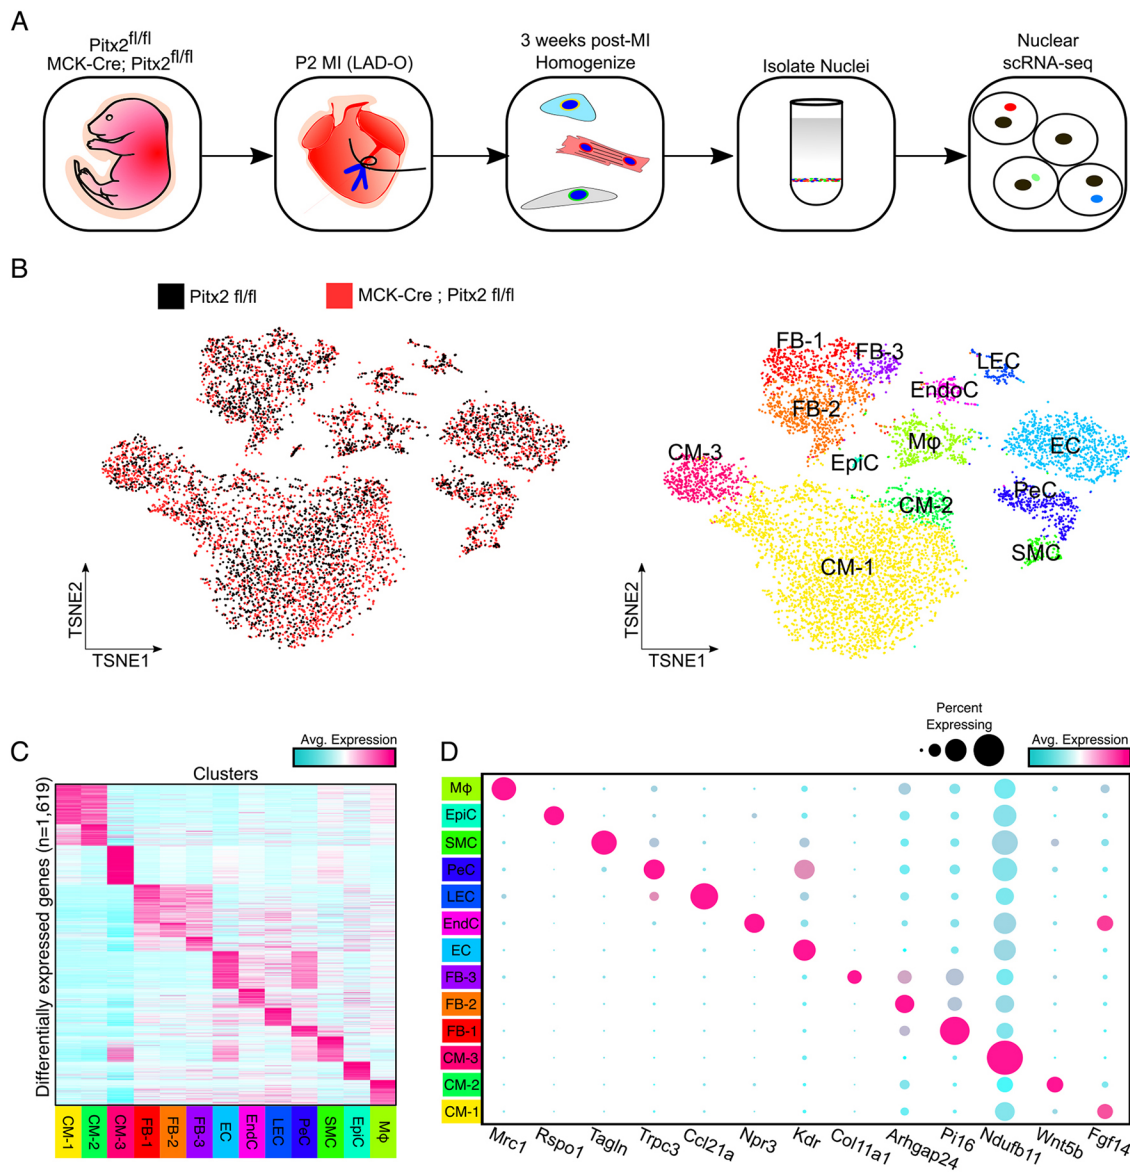 A
Pitx2fl/fl
MCK-Cre; Pitx2fl/fl
P2 MI (LAD-O)
3 weeks post-MI
Homogenize
Isolate Nuclei
Nuclear
scRNA-seq
B
Pitx2 fl/fl
MCK-Cre ; Pitx2 fl/fl
TSNE2
TSNE1
FB-1
FB-3
LEC
EndoC
FB-2
Mφ
EC
CM-3
EpiC
PeC
CM-2
SMC
CM-1
TSNE2
TSNE1
C
Avg. Expression
Clusters
Differentially expressed genes (n=1,619)
CM-1
CM-2
CM-3
FB-1
FB-2
FB-3
EC
EndC
LEC
PeC
SMC
EpiC
Mφ
D
Percent
Expressing
Avg. Expression
Mφ
EpiC
SMC
PeC
LEC
EndC
EC
FB-3
FB-2
FB-1
CM-3
CM-2
CM-1
Mrc1
Rspo1
Tagln
Trpc3
Ccl21a
Npr3
Kdr
Col11a1
Arhgap24
Pi16
Ndufb11
Wnt5b
Fgf14